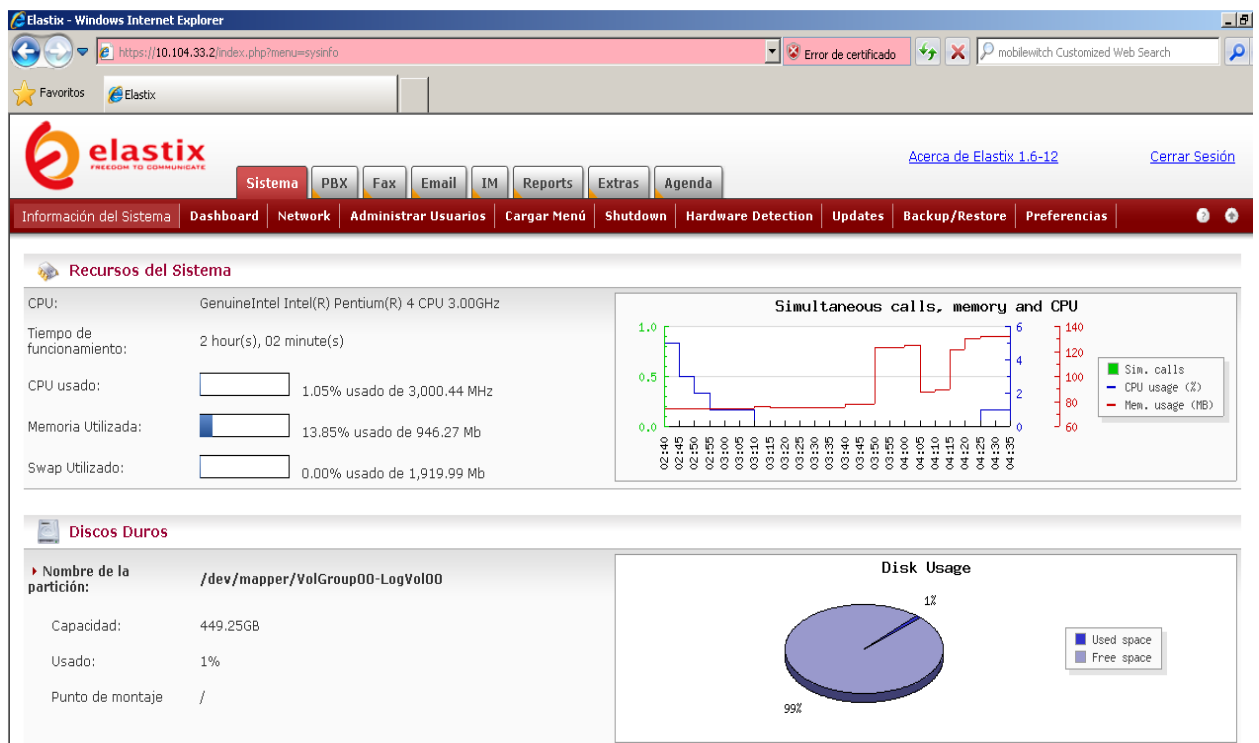 Elastix - Windows Internet Explorer
https://10.104.33.2/index.php?menu=sysinfo
Error de certificado
mobilewitch Customized Web Search
Favoritos
Elastix
elastix
FREEDOM TO COMMUNICATE
Acerca de Elastix 1.6-12
Cerrar Sesión
Sistema PBX Fax Email IM Reports Extras Agenda
Información del Sistema Dashboard Network Administrar Usuarios Cargar Menú Shutdown Hardware Detection Updates Backup/Restore Preferencias
Recursos del Sistema
CPU: GenuineIntel Intel(R) Pentium(R) 4 CPU 3.00GHz
Tiempo de
funcionamiento: 2 hour(s), 02 minute(s)
CPU usado: 1.05% usado de 3,000.44 MHz
Memoria Utilizada: 13.85% usado de 946.27 Mb
Swap Utilizado: 0.00% usado de 1,919.99 Mb
Simultaneous calls, memory and CPU
1.0
0.5
0.0
6
4
2
0
140
120
100
80
60
02:40 02:45 02:50 02:55 03:00 03:05 03:10 03:15 03:20 03:25 03:30 03:35 03:40 03:45 03:50 03:55 04:00 04:05 04:10 04:15 04:20 04:25 04:30 04:35
Sim. calls
CPU usage (%)
Mem. usage (MB)
Discos Duros
Nombre de la
partición: /dev/mapper/VolGroup00-LogVol00
Capacidad: 449.25GB
Usado: 1%
Punto de montaje /
Disk Usage
1%
99%
Used space
Free space